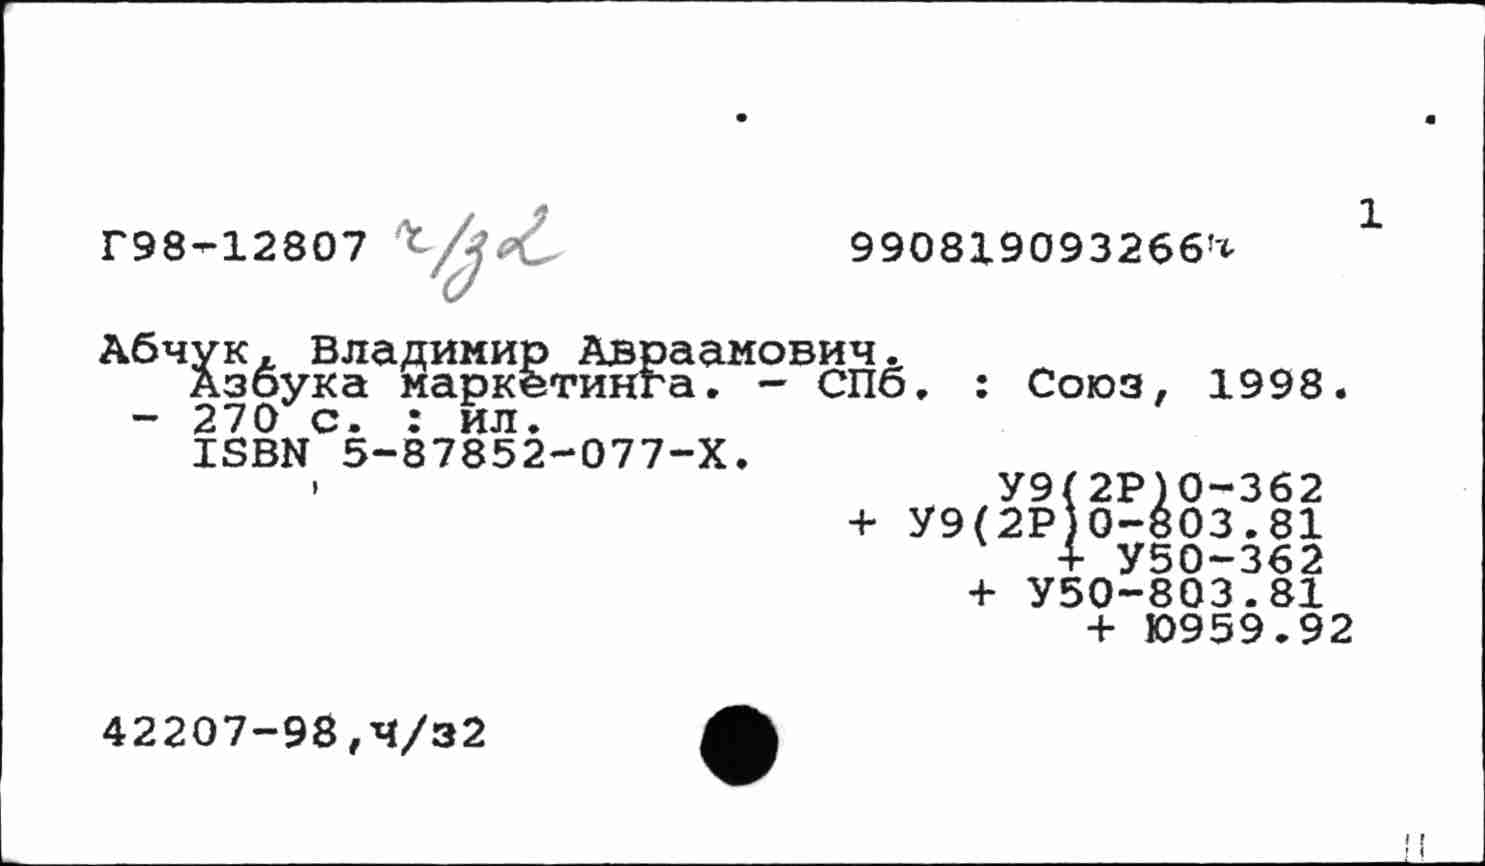 1
Г98-12807 ч/з2 990819093266
Абчук, Владимир Авраамович.
Азбука маркетинга. - СПб. : Союз, 1998.
- 270 с. : ил.
ISBN 5-87852-077-X.
У9(2Р)0-362
+ У9(2Р)0-803.81
+ У50-362
+ У50-803.81
+ Ю959.92
42207-98,Ч/з2